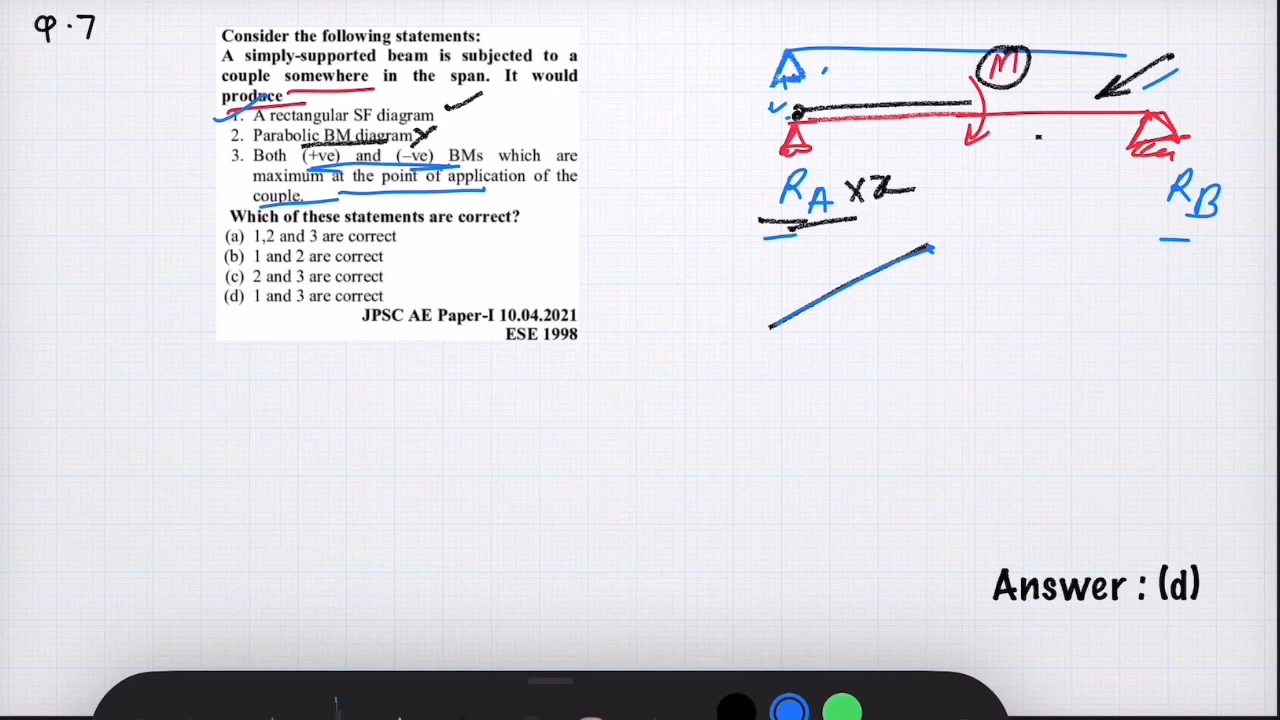 φ.7
Consider the following statements:
A simply-supported beam is subjected to a
couple somewhere in the span. It would
produce
1. A rectangular SF diagram
2. Parabolic BM diagram
3. Both (+ve) and (–ve) BMs which are
maximum at the point of application of the
couple.
Which of these statements are correct?
(a) 1,2 and 3 are correct
(b) 1 and 2 are correct
(c) 2 and 3 are correct
(d) 1 and 3 are correct
JPSC AE Paper-I 10.04.2021
ESE 1998
M
RA × x
RB
Answer : (d)